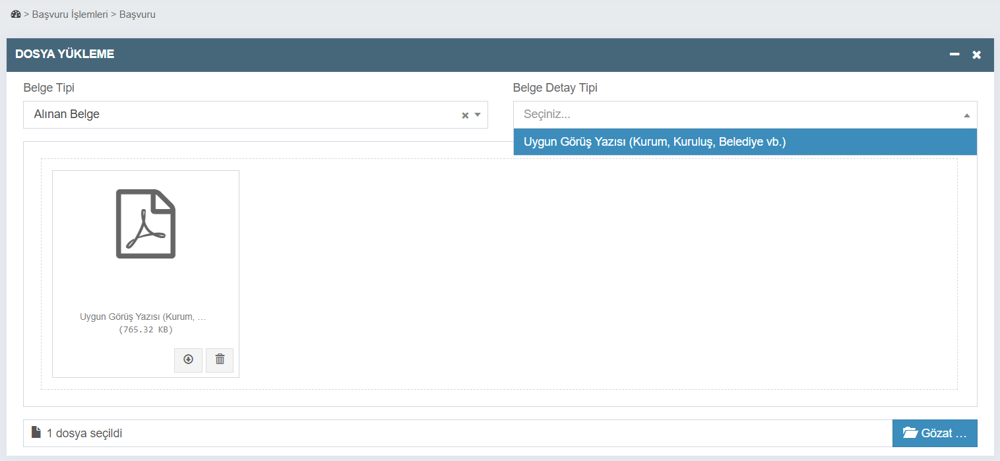 > Başvuru İşlemleri > Başvuru
DOSYA YÜKLEME
Belge Tipi
Belge Detay Tipi
Alınan Belge
Seçiniz...
Uygun Görüş Yazısı (Kurum, Kuruluş, Belediye vb.)
Uygun Görüş Yazısı (Kurum, ...
(765.32 KB)
1 dosya seçildi
Gözat ...